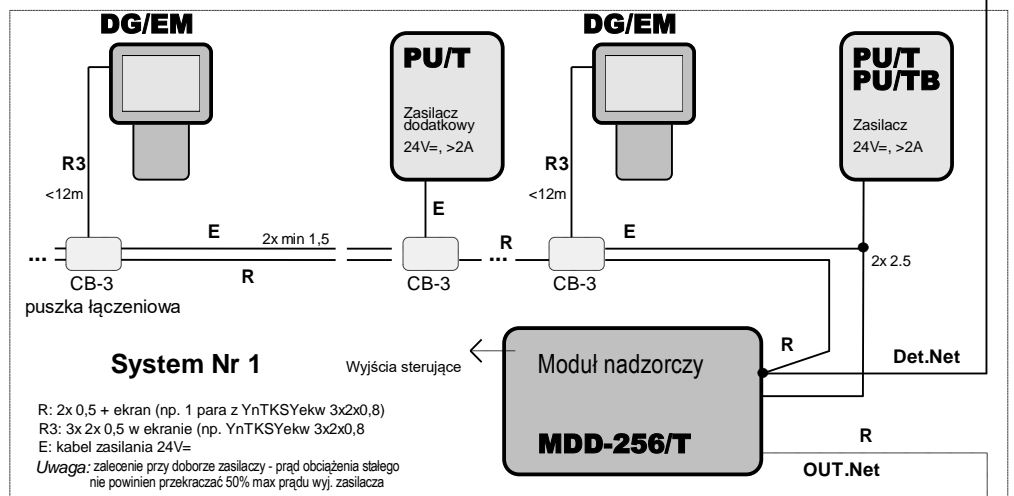 DG/EM
PU/T
Zasilacz
dodatkowy
24V=, >2A
DG/EM
PU/T
PU/TB
Zasilacz
24V=, >2A
R3
<12m
E
R3
<12m
E
2x min 1,5
R
E
R
...
...
2x 2.5
CB-3
puszka łączeniowa
CB-3
CB-3
System Nr 1
Wyjścia sterujące
Moduł nadzorczy
MDD-256/T
R
Det.Net
R
OUT.Net
R: 2x 0,5 + ekran (np. 1 para z YnTKSYekw 3x2x0,8)
R3: 3x 2x 0,5 w ekranie (np. YnTKSYekw 3x2x0,8
E: kabel zasilania 24V=
Uwaga: zalecenie przy doborze zasilaczy - prąd obciążenia stałego
nie powinien przekraczać 50% max prądu wyj. zasilacza